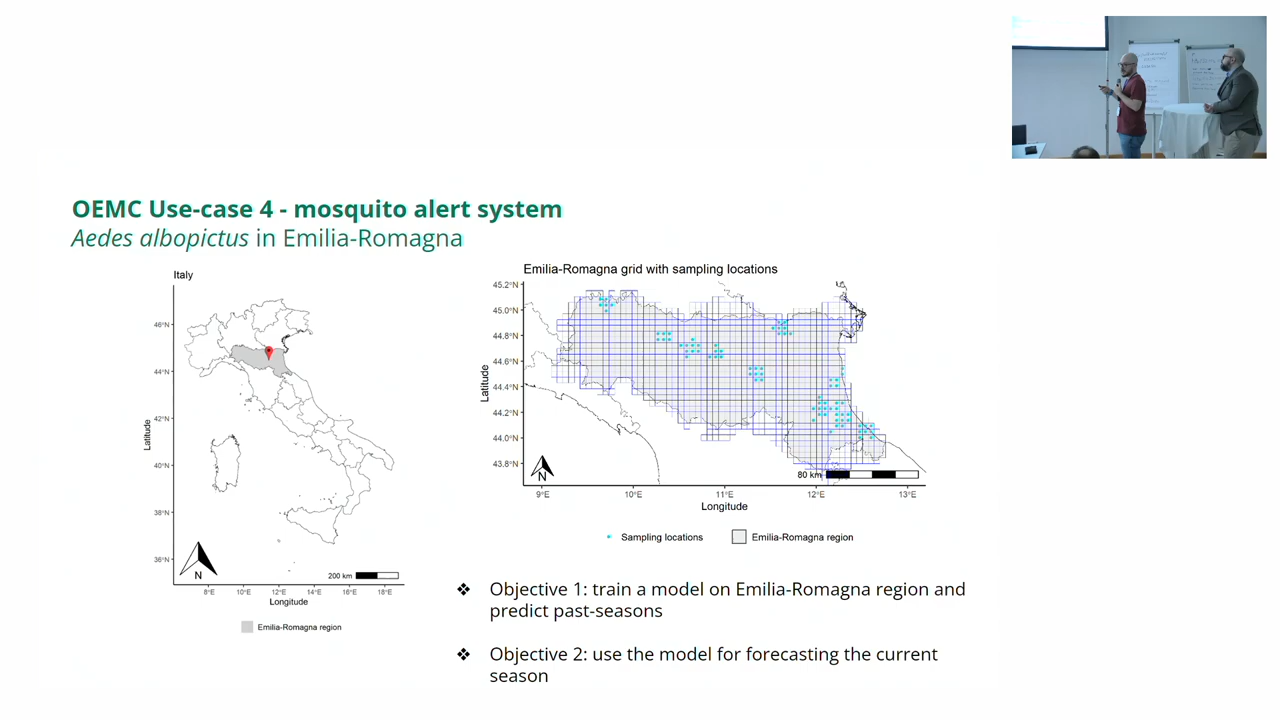 OEMC Use-case 4 - mosquito alert system
Aedes albopictus in Emilia-Romagna
Italy
46°N
44°N
42°N
40°N
38°N
36°N
Latitude
N
200 km
8°E 10°E 12°E 14°E 16°E 18°E
Longitude
Emilia-Romagna region
Emilia-Romagna grid with sampling locations
45.2°N
45.0°N
44.8°N
44.6°N
44.4°N
44.2°N
44.0°N
43.8°N
Latitude
N
80 km
9°E 10°E 11°E 12°E 13°E
Longitude
Sampling locations Emilia-Romagna region
❖ Objective 1: train a model on Emilia-Romagna region and
predict past-seasons
❖ Objective 2: use the model for forecasting the current
season